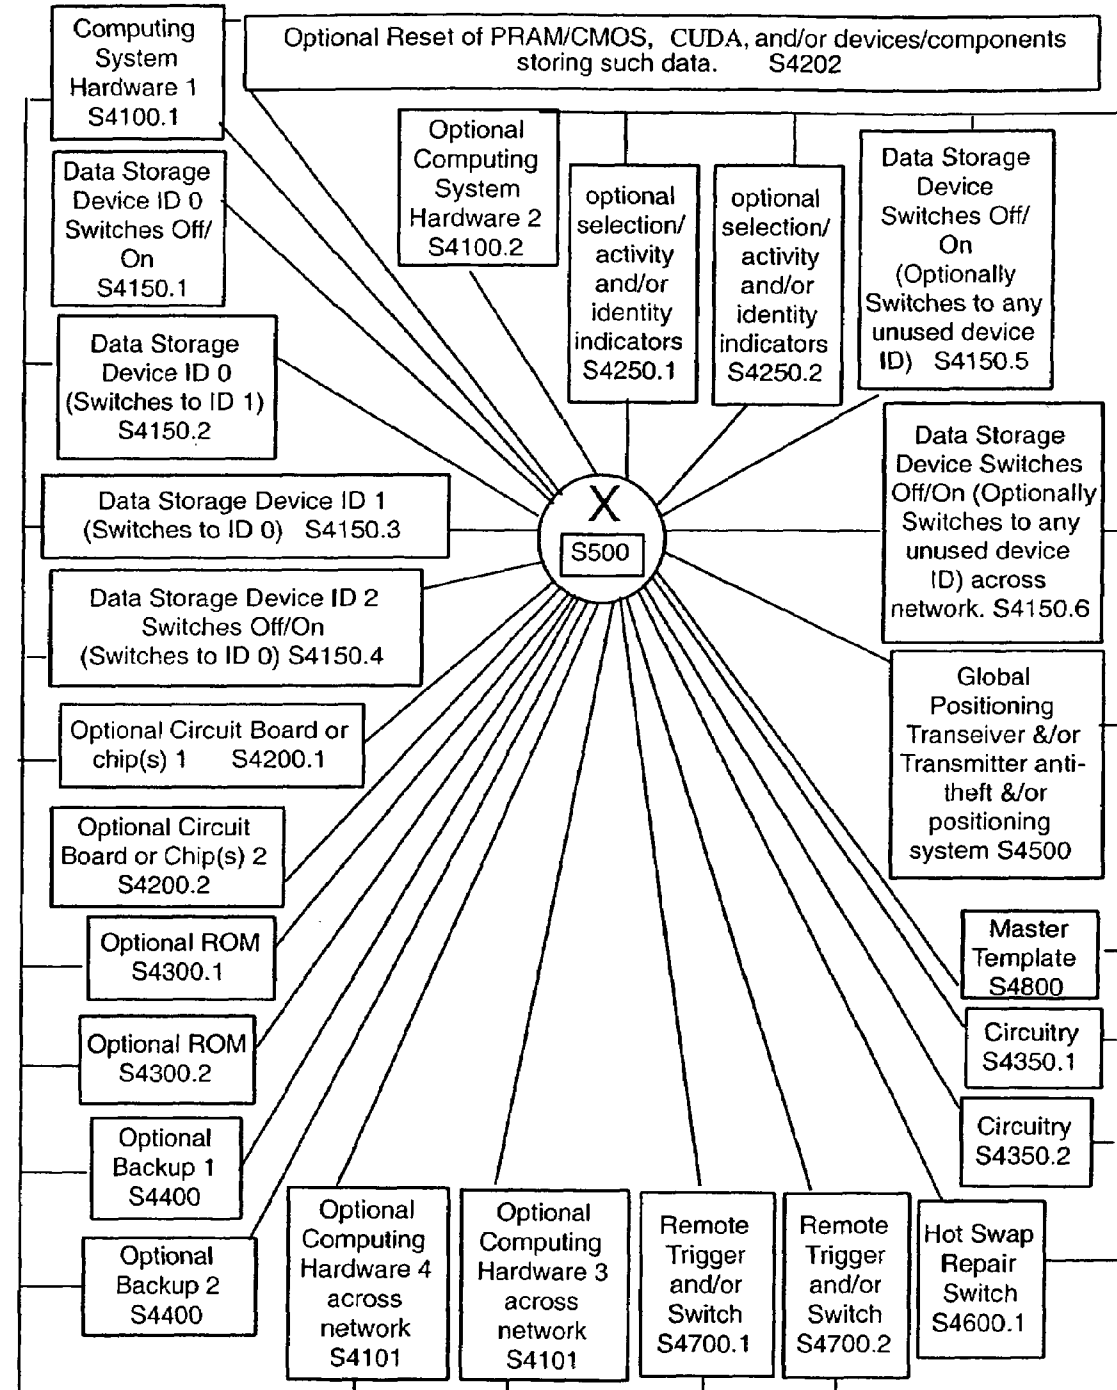 Computing
System
Hardware 1
S4100.1
Optional Reset of PRAM/CMOS, CUDA, and/or devices/components
storing such data. S4202
Data Storage
Device ID 0
Switches Off/
On
S4150.1
Optional
Computing
System
Hardware 2
S4100.2
optional
selection/
activity
and/or
identity
indicators
S4250.1
optional
selection/
activity
and/or
identity
indicators
S4250.2
Data Storage
Device
Switches Off/
On
(Optionally
Switches to any
unused device
ID) S4150.5
Data Storage
Device ID 0
(Switches to ID 1)
S4150.2
Data Storage Device ID 1
(Switches to ID 0) S4150.3
X
S500
Data Storage
Device Switches
Off/On (Optionally
Switches to any
unused device
ID) across
network. S4150.6
Data Storage Device ID 2
Switches Off/On
(Switches to ID 0) S4150.4
Global
Positioning
Transeiver &/or
Transmitter anti-
theft &/or
positioning
system S4500
Optional Circuit Board or
chip(s) 1 S4200.1
Optional Circuit
Board or Chip(s) 2
S4200.2
Optional ROM
S4300.1
Master
Template
S4800
Optional ROM
S4300.2
Circuitry
S4350.1
Optional
Backup 1
S4400
Circuitry
S4350.2
Optional
Backup 2
S4400
Optional
Computing
Hardware 4
across
network
S4101
Optional
Computing
Hardware 3
across
network
S4101
Remote
Trigger
and/or
Switch
S4700.1
Remote
Trigger
and/or
Switch
S4700.2
Hot Swap
Repair
Switch
S4600.1